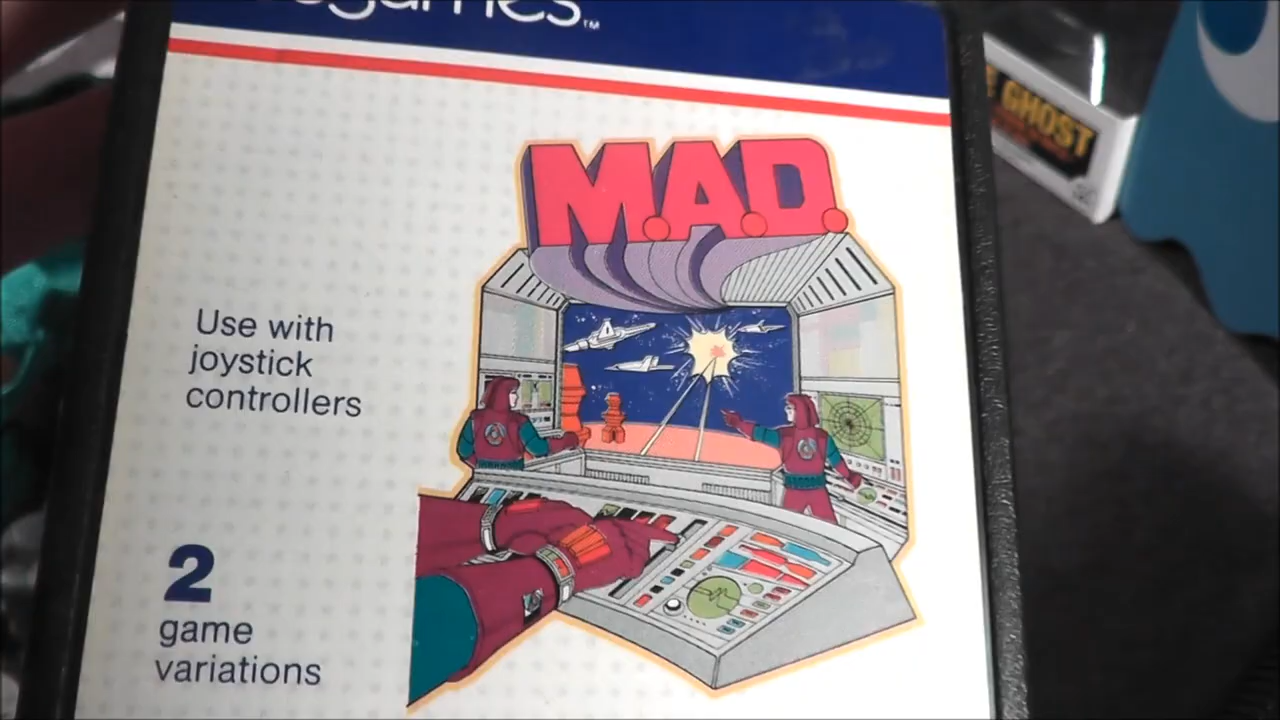 M.A.D.
Use with
joystick
controllers
2
game
variations
GHOST